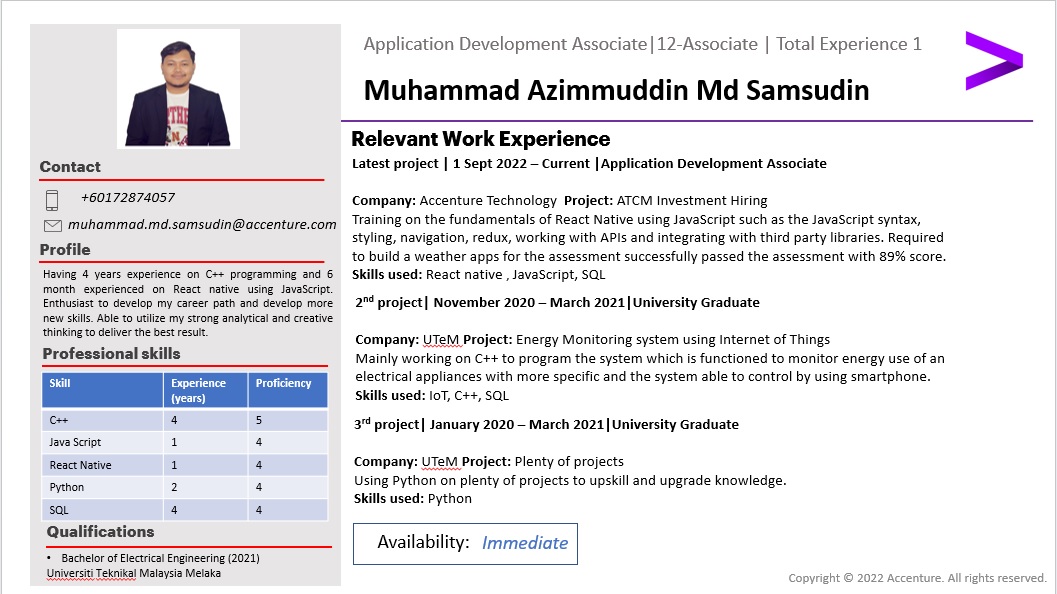 Application Development Associate|12-Associate | Total Experience 1
Muhammad Azimmuddin Md Samsudin
Contact
+60172874057
muhammad.md.samsudin@accenture.com
Profile
Having 4 years experience on C++ programming and 6
month experienced on React native using JavaScript.
Enthusiast to develop my career path and develop more
new skills. Able to utilize my strong analytical and creative
thinking to deliver the best result.
Professional skills
Skill Experience (years) Proficiency
C++ 4 5
Java Script 1 4
React Native 1 4
Python 2 4
SQL 4 4
Qualifications
• Bachelor of Electrical Engineering (2021)
Universiti Teknikal Malaysia Melaka
Relevant Work Experience
Latest project | 1 Sept 2022 – Current |Application Development Associate
Company: Accenture Technology Project: ATCM Investment Hiring
Training on the fundamentals of React Native using JavaScript such as the JavaScript syntax,
styling, navigation, redux, working with APIs and integrating with third party libraries. Required
to build a weather apps for the assessment successfully passed the assessment with 89% score.
Skills used: React native , JavaScript, SQL
2nd project| November 2020 – March 2021|University Graduate
Company: UTeM Project: Energy Monitoring system using Internet of Things
Mainly working on C++ to program the system which is functioned to monitor energy use of an
electrical appliances with more specific and the system able to control by using smartphone.
Skills used: IoT, C++, SQL
3rd project| January 2020 – March 2021|University Graduate
Company: UTeM Project: Plenty of projects
Using Python on plenty of projects to upskill and upgrade knowledge.
Skills used: Python
Availability: Immediate
Copyright © 2022 Accenture. All rights reserved.